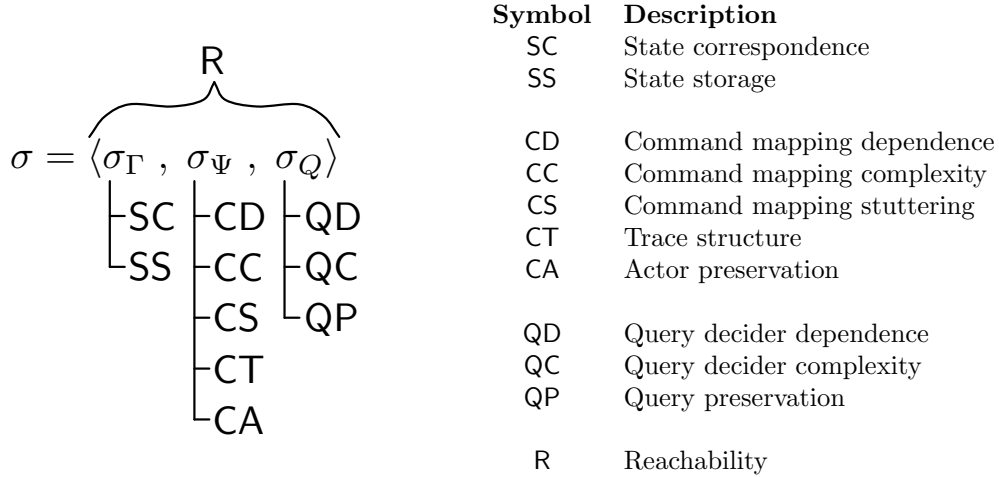 R
σ = ⟨σ_Γ , σ_Ψ , σ_Q⟩
SC CD QD
SS CC QC
CS QP
CT
CA
Symbol Description
SC State correspondence
SS State storage
CD Command mapping dependence
CC Command mapping complexity
CS Command mapping stuttering
CT Trace structure
CA Actor preservation
QD Query decider dependence
QC Query decider complexity
QP Query preservation
R Reachability